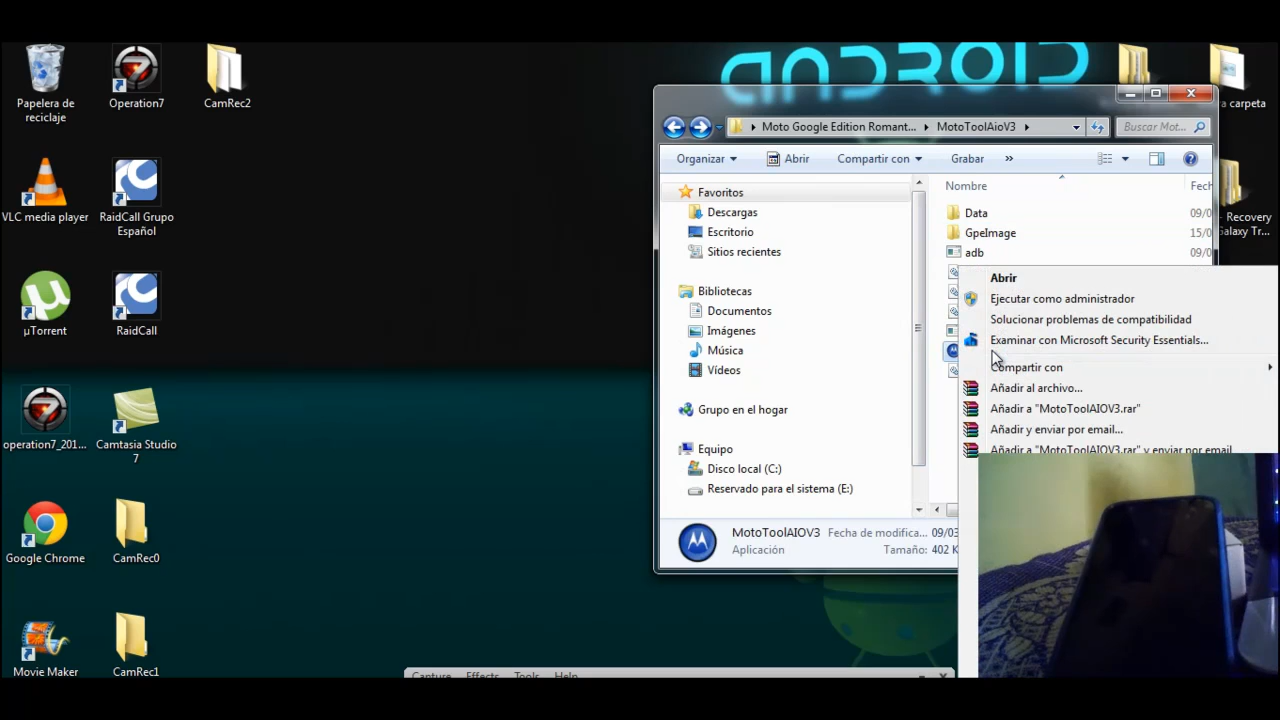 ANDROID
Papelera de
reciclaje
Operation7
CamRec2
VLC media player
RaidCall Grupo
Español
µTorrent
RaidCall
operation7_201...
Camtasia Studio
7
Google Chrome
CamRec0
Movie Maker
CamRec1
a carpeta
- Recovery
Galaxy Tr...
Moto Google Edition Romant...
MotoToolAioV3
Buscar Mot...
Organizar
Abrir
Compartir con
Grabar
»
Favoritos
Descargas
Escritorio
Sitios recientes
Bibliotecas
Documentos
Imágenes
Música
Vídeos
Grupo en el hogar
Equipo
Disco local (C:)
Reservado para el sistema (E:)
Nombre
Fech
Data
09/0
GpeImage
15/0
adb
09/0
Abrir
Ejecutar como administrador
Solucionar problemas de compatibilidad
Examinar con Microsoft Security Essentials...
Compartir con
Añadir al archivo...
Añadir a "MotoToolAIOV3.rar"
Añadir y enviar por email...
Añadir a "MotoToolAIOV3.rar" y enviar por email
MotoToolAIOV3
Fecha de modifica...
09/03
Aplicación
Tamaño:
402 K
Capture
Effects
Tools
Help